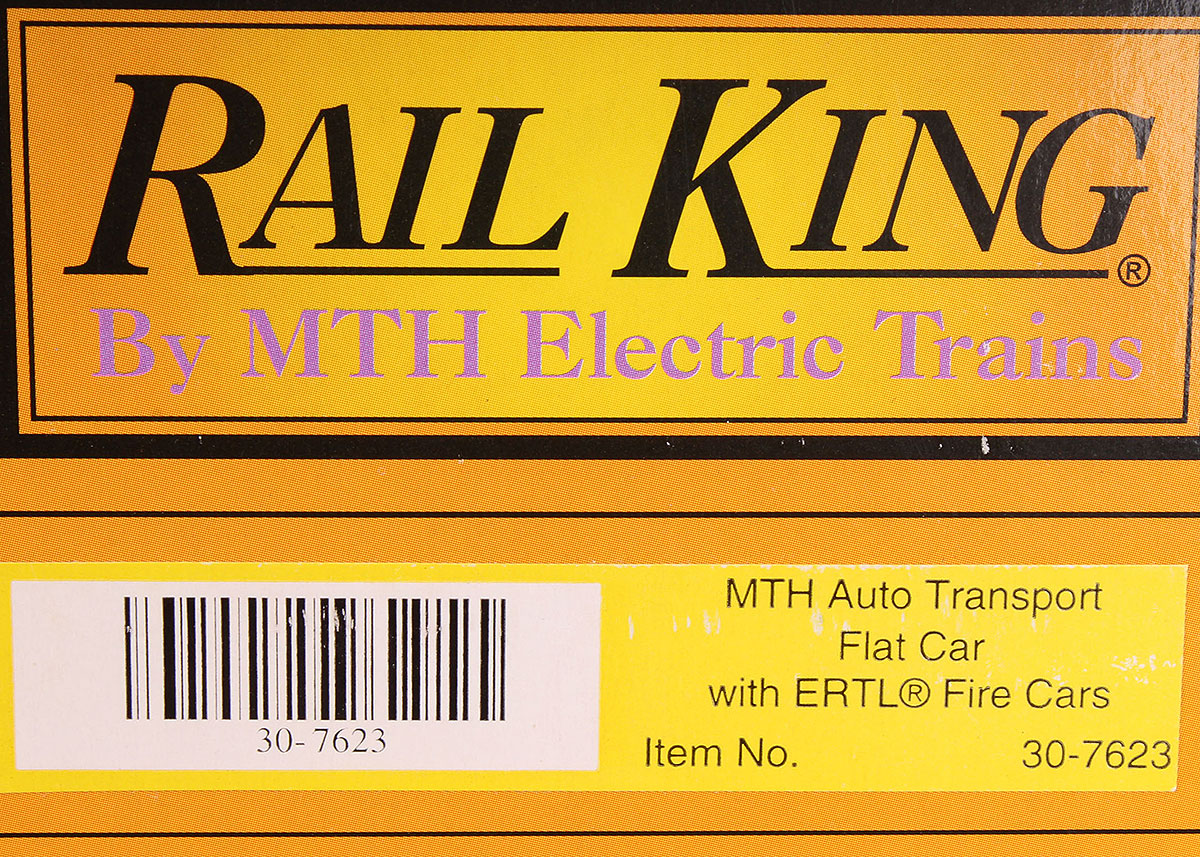 RAIL KING®
By MTH Electric Trains
30-7623
MTH Auto Transport
Flat Car
with ERTL® Fire Cars
Item No. 30-7623